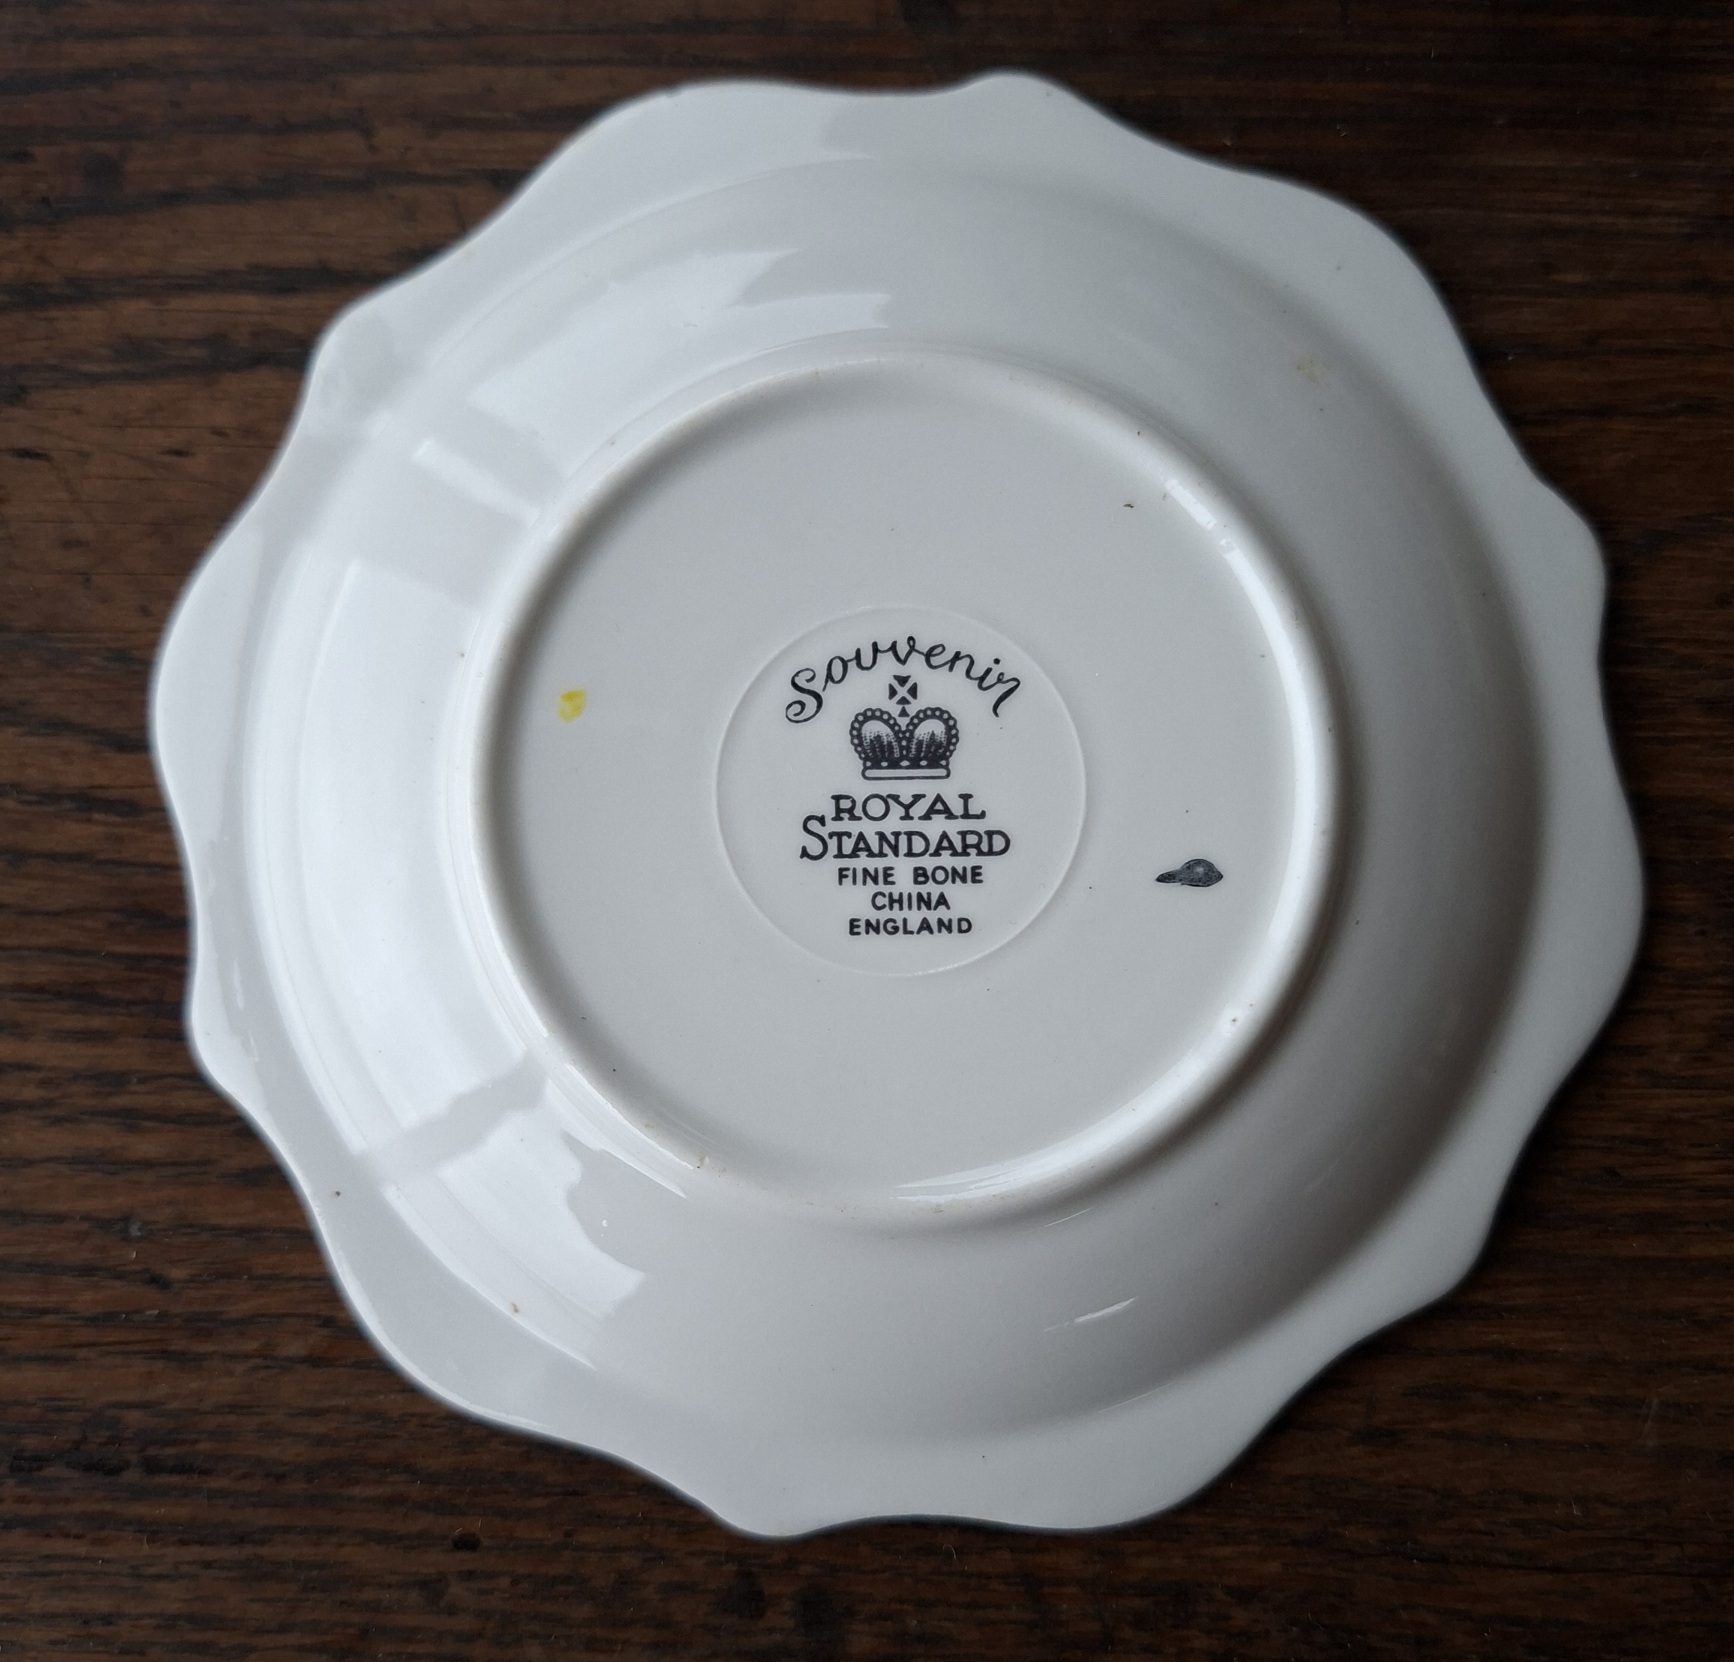 Souvenir
ROYAL
STANDARD
FINE BONE
CHINA
ENGLAND